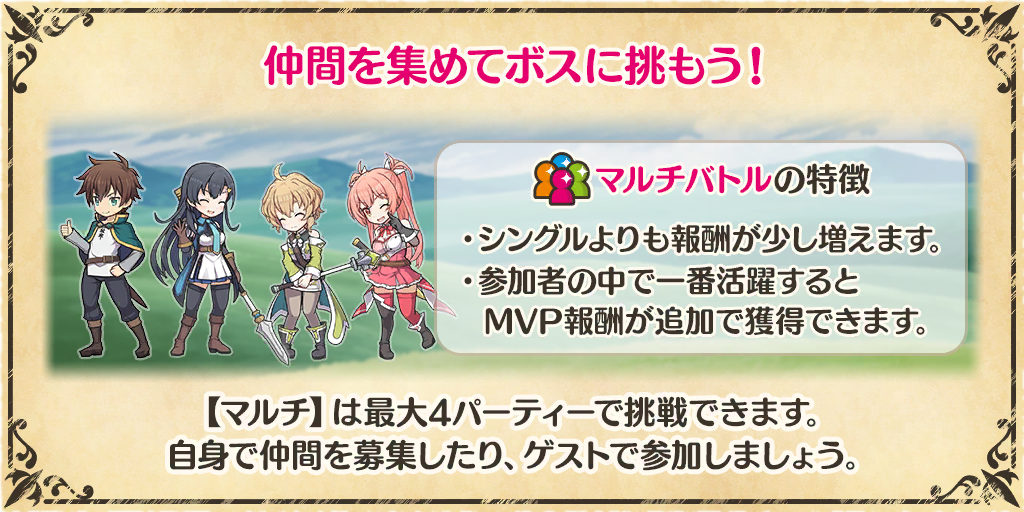 仲間を集めてボスに挑もう！
マルチバトルの特徴
・シングルよりも報酬が少し増えます。
・参加者の中で一番活躍すると
MVP報酬が追加で獲得できます。
【マルチ】は最大4パーティーで挑戦できます。
自身で仲間を募集したり、ゲストで参加しましょう。